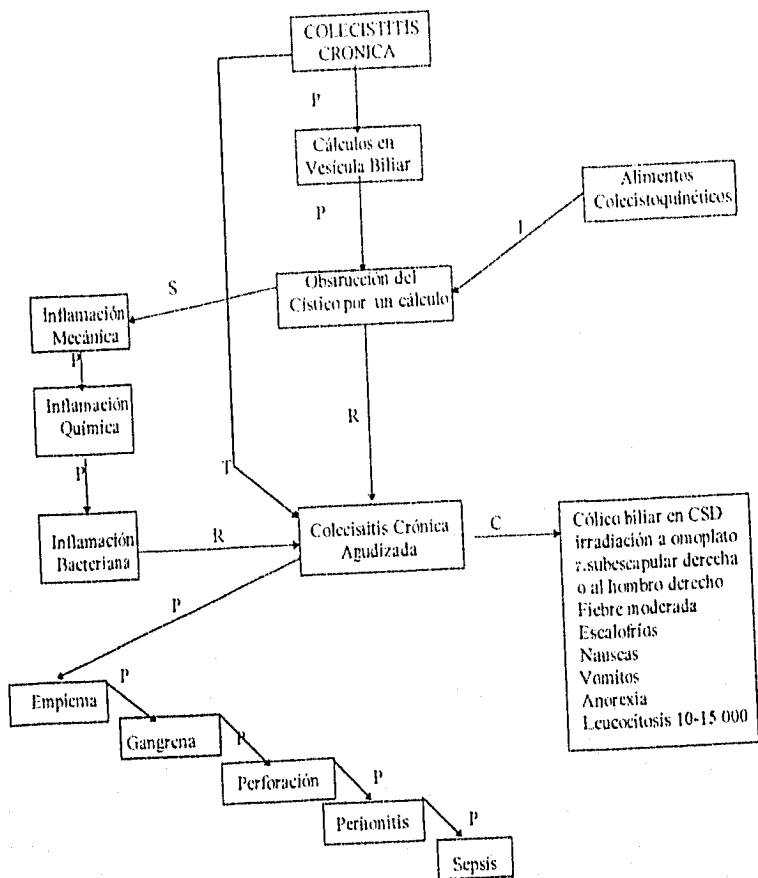 COLECISTITIS
CRONICA
P
Cálculos en
Vesícula Biliar
Alimentos
Colecistoquinéticos
P
I
Obstrucción del
Cístico por un cálculo
S
Inflamación
Mecánica
P
Inflamación
Química
R
P
T
Inflamación
Bacteriana
R
Colecisitis Crónica
Agudizada
C
Cólico biliar en CSD
irradiación a omoplato
r.subescapular derecha
o al hombro derecho
Fiebre moderada
Escalofrías
Nauseas
Vomitos
Anorexia
Leucocitosis 10-15 000
P
Empiema
P
Gangrena
P
Perforación
P
Peritonitis
P
Sepsis